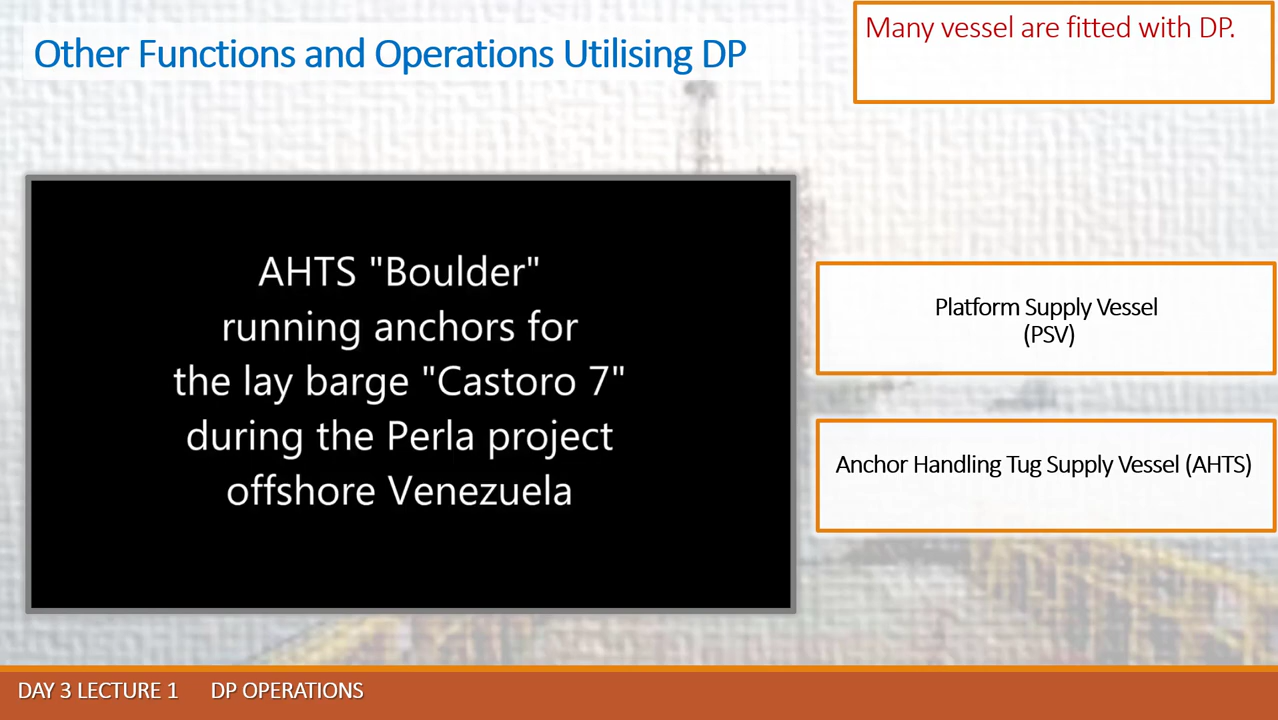 Other Functions and Operations Utilising DP
Many vessel are fitted with DP.
AHTS "Boulder"
running anchors for
the lay barge "Castoro 7"
during the Perla project
offshore Venezuela
Platform Supply Vessel
(PSV)
Anchor Handling Tug Supply Vessel (AHTS)
DAY 3 LECTURE 1 DP OPERATIONS